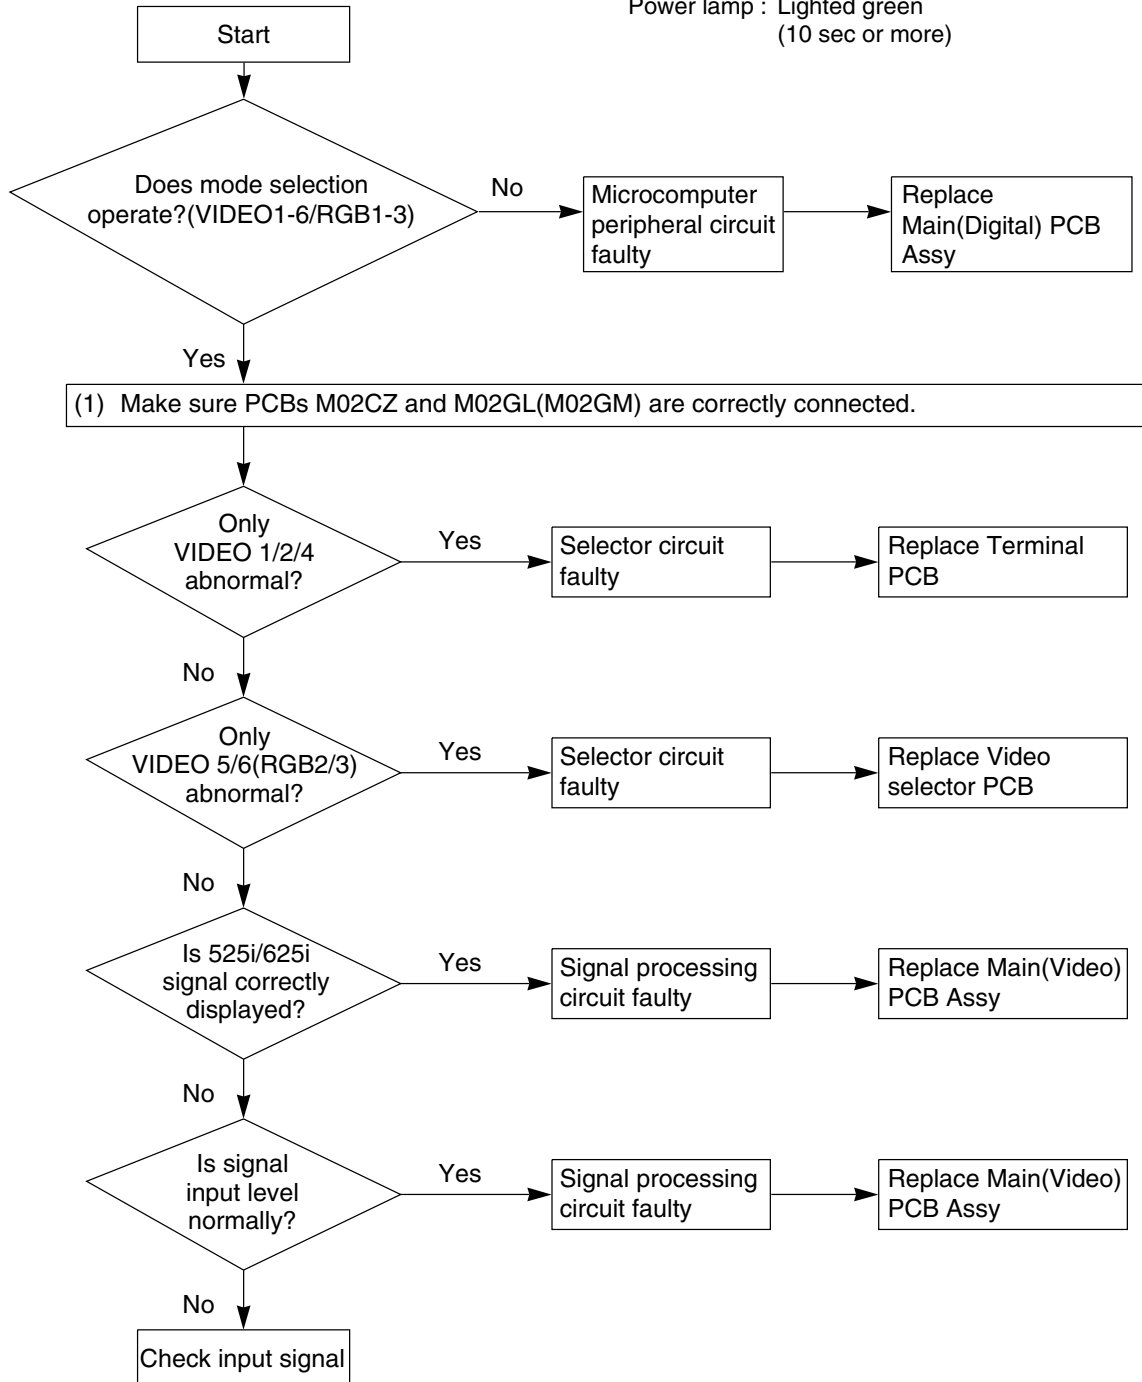 Power lamp : Lighted green
(10 sec or more)
Start
Does mode selection
operate?(VIDEO1-6/RGB1-3)
No
Microcomputer
peripheral circuit
faulty
Replace
Main(Digital) PCB
Assy
Yes
(1) Make sure PCBs M02CZ and M02GL(M02GM) are correctly connected.
Only
VIDEO 1/2/4
abnormal?
Yes
Selector circuit
faulty
Replace Terminal
PCB
No
Only
VIDEO 5/6(RGB2/3)
abnormal?
Yes
Selector circuit
faulty
Replace Video
selector PCB
No
Is 525i/625i
signal correctly
displayed?
Yes
Signal processing
circuit faulty
Replace Main(Video)
PCB Assy
No
Is signal
input level
normally?
Yes
Signal processing
circuit faulty
Replace Main(Video)
PCB Assy
No
Check input signal